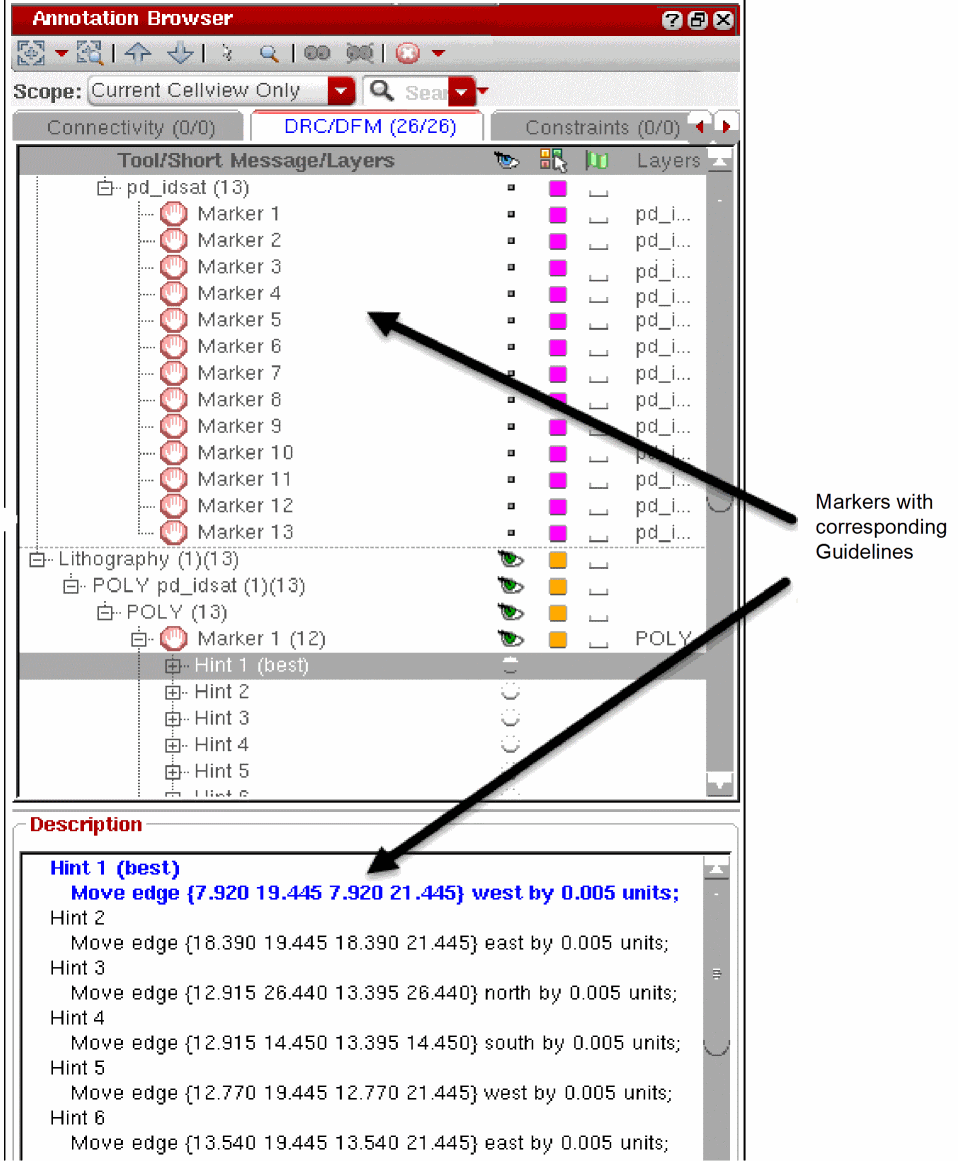 Annotation Browser
Scope: Current Cellview Only Sear
Connectivity (0/0) DRC/DFM (26/26) Constraints (0/0)
Tool/Short Message/Layers Layers
pd_idsat (13)
Marker 1 pd_i...
Marker 2 pd_i...
Marker 3 pd_i...
Marker 4 pd_i...
Marker 5 pd_i...
Marker 6 pd_i...
Marker 7 pd_i...
Marker 8 pd_i...
Marker 9 pd_i...
Marker 10 pd_i...
Marker 11 pd_i...
Marker 12 pd_i...
Marker 13 pd_i...
Markers with
corresponding
Guidelines
Lithography (1)(13)
POLY pd_idsat (1)(13)
POLY (13)
Marker 1 (12) POLY
Hint 1 (best)
Hint 2
Hint 3
Hint 4
Hint 5
Hint 6
Description
Hint 1 (best)
Move edge {7.920 19.445 7.920 21.445} west by 0.005 units;
Hint 2
Move edge {18.390 19.445 18.390 21.445} east by 0.005 units;
Hint 3
Move edge {12.915 26.440 13.395 26.440} north by 0.005 units;
Hint 4
Move edge {12.915 14.450 13.395 14.450} south by 0.005 units;
Hint 5
Move edge {12.770 19.445 12.770 21.445} west by 0.005 units;
Hint 6
Move edge {13.540 19.445 13.540 21.445} east by 0.005 units;